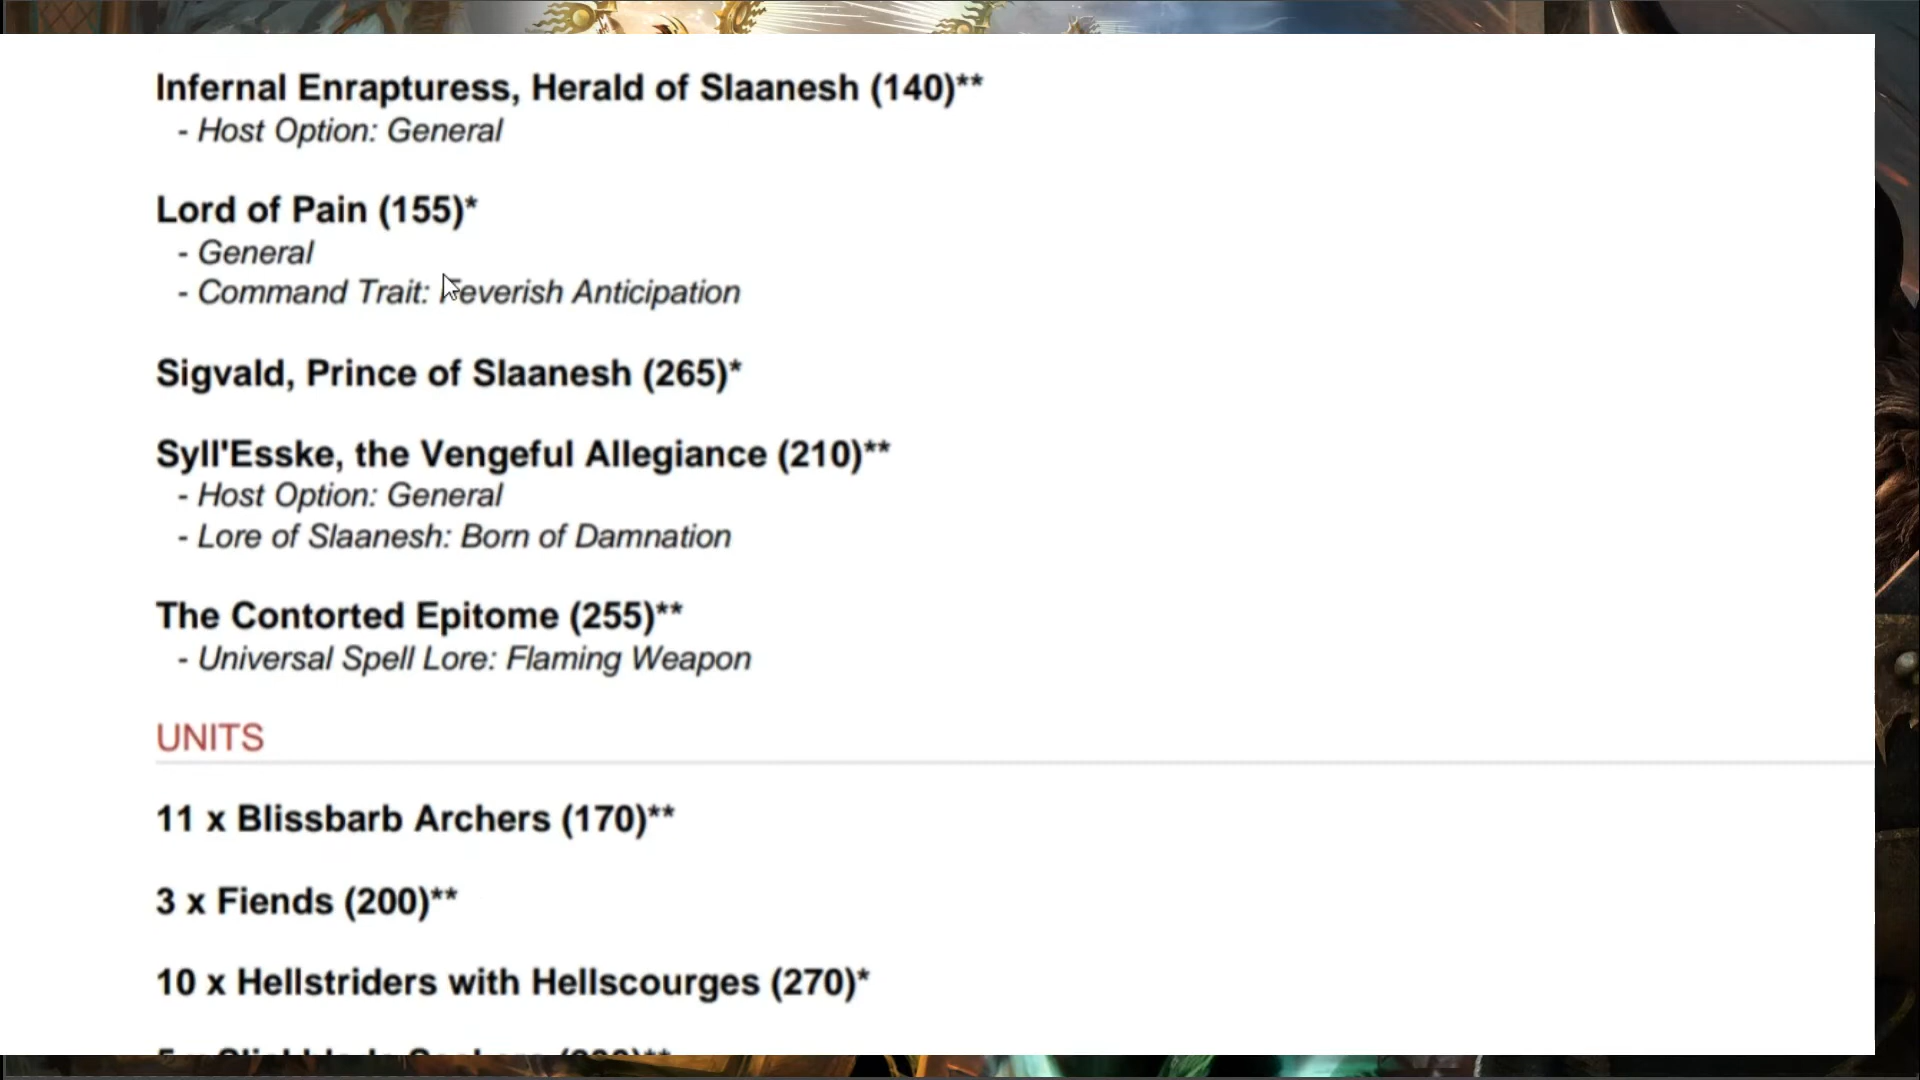 Infernal Enrapturess, Herald of Slaanesh (140)**
- Host Option: General
Lord of Pain (155)*
- General
- Command Trait: Feverish Anticipation
Sigvald, Prince of Slaanesh (265)*
Syll'Esske, the Vengeful Allegiance (210)**
- Host Option: General
- Lore of Slaanesh: Born of Damnation
The Contorted Epitome (255)**
- Universal Spell Lore: Flaming Weapon
UNITS
11 x Blissbarb Archers (170)**
3 x Fiends (200)**
10 x Hellstriders with Hellscourges (270)*